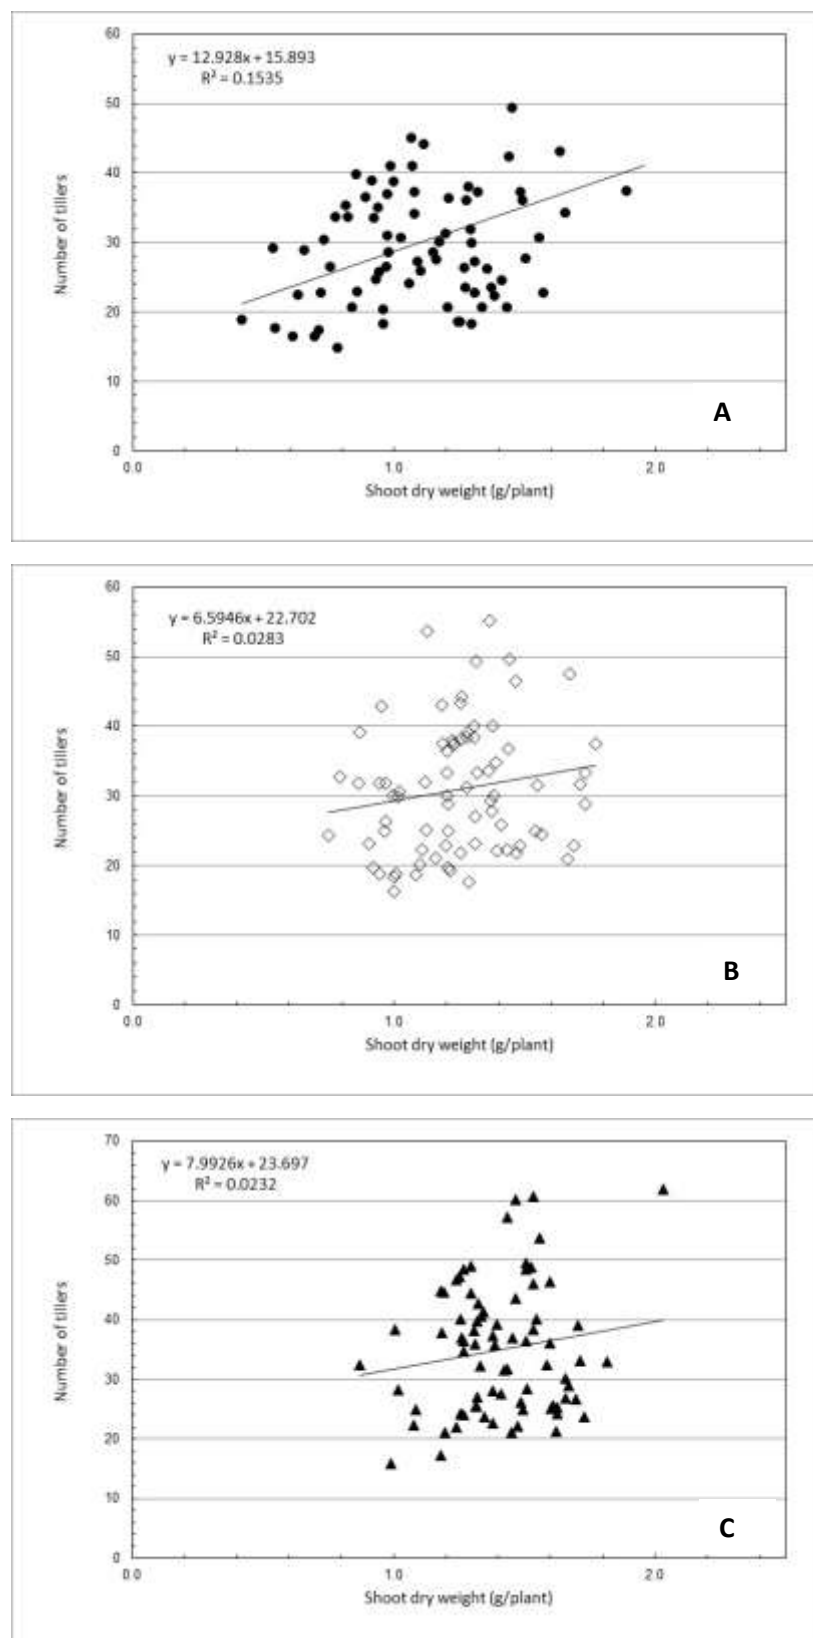 60
y = 12.928x + 15.893
R² = 0.1535
50
40
Number of tillers
30
20
10
A
0
0.0 1.0 2.0
Shoot dry weight (g/plant)
60
y = 6.5946x + 22.702
R² = 0.0283
50
40
Number of tillers
30
20
10
B
0
0.0 1.0 2.0
Shoot dry weight (g/plant)
70
y = 7.9926x + 23.697
R² = 0.0232
60
50
40
Number of tillers
30
20
10
C
0
0.0 1.0 2.0
Shoot dry weight (g/plant)